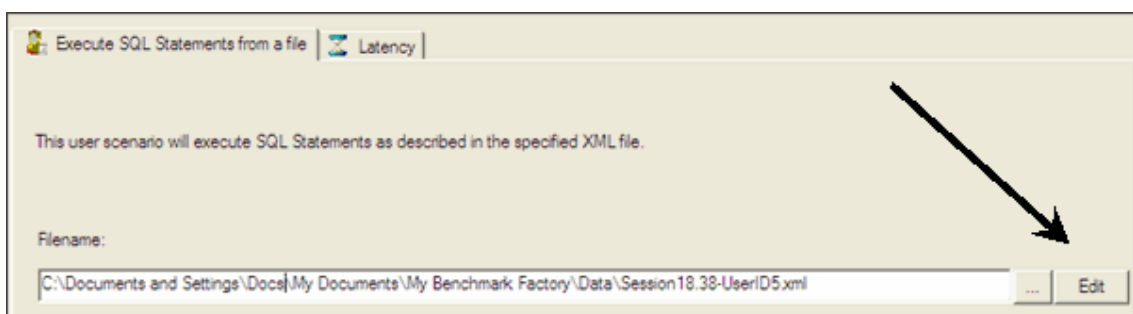 Execute SQL Statements from a file Latency
This user scenario will execute SQL Statements as described in the specified XML file.
Filename:
C:\Documents and Settings\Docs\My Documents\My Benchmark Factory\Data\Session18.38-UserID5.xml ... Edit